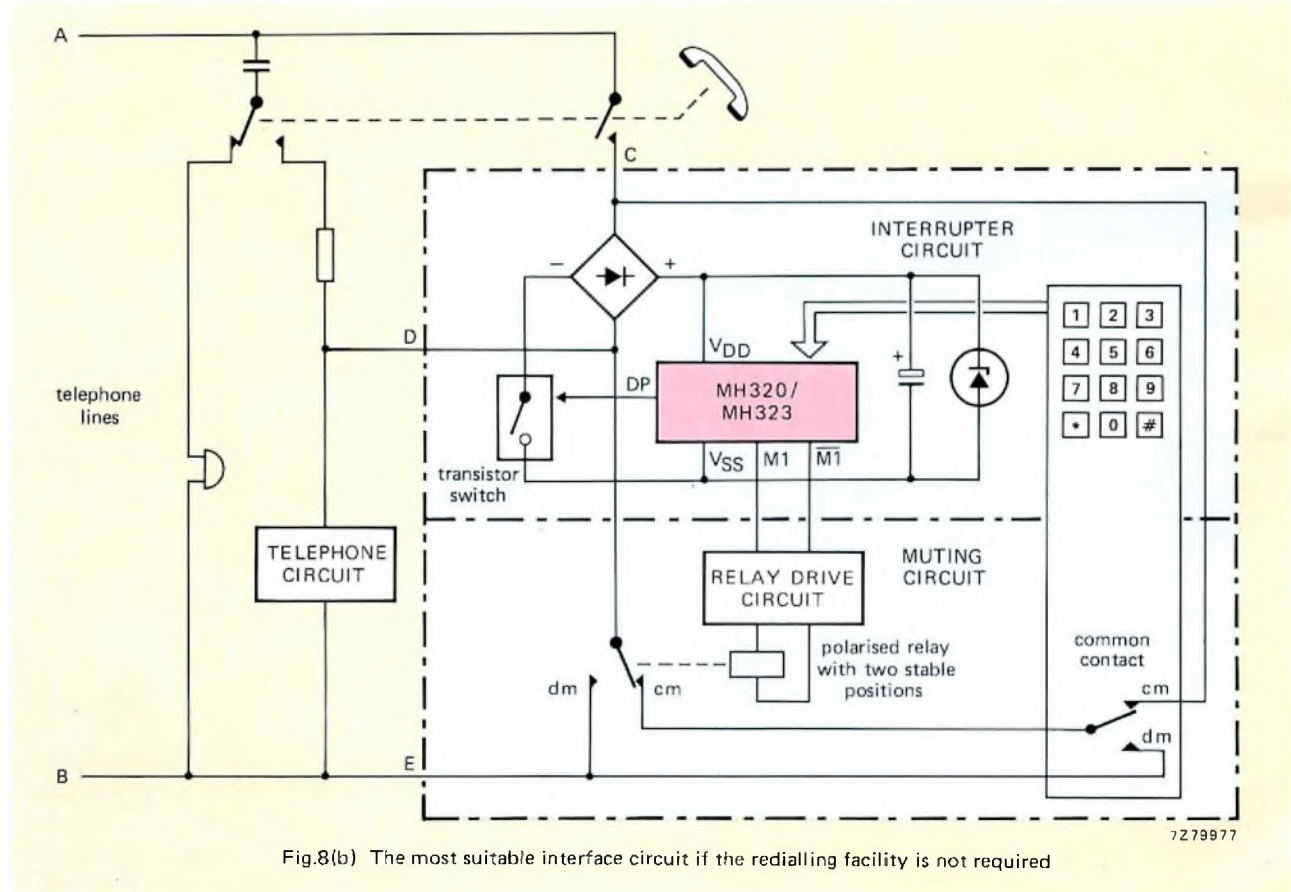 A
C
INTERRUPTER
CIRCUIT
−
+
D
VDD
DP
MH320/
MH323
VSS
M1
M1
+
1 2 3
4 5 6
7 8 9
* 0 #
telephone
lines
transistor
switch
TELEPHONE
CIRCUIT
MUTING
CIRCUIT
RELAY DRIVE
CIRCUIT
polarised relay
with two stable
positions
common
contact
dm
cm
cm
dm
B
E
7Z79977
Fig.8(b) The most suitable interface circuit if the redialling facility is not required